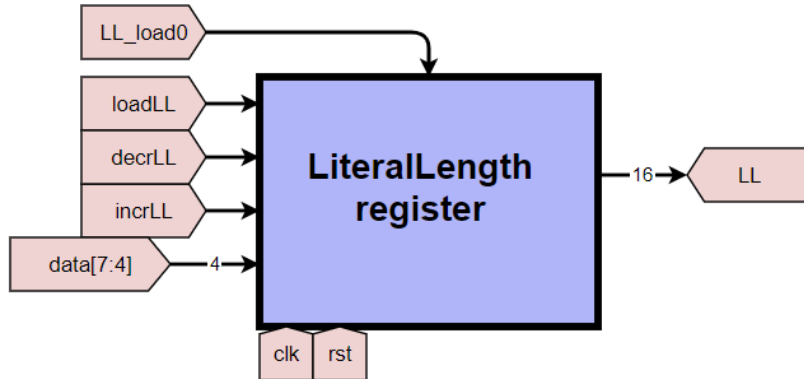 LL_load0
loadLL
decrLL
incrLL
data[7:4]
4
LiteralLength
register
16
LL
clk
rst